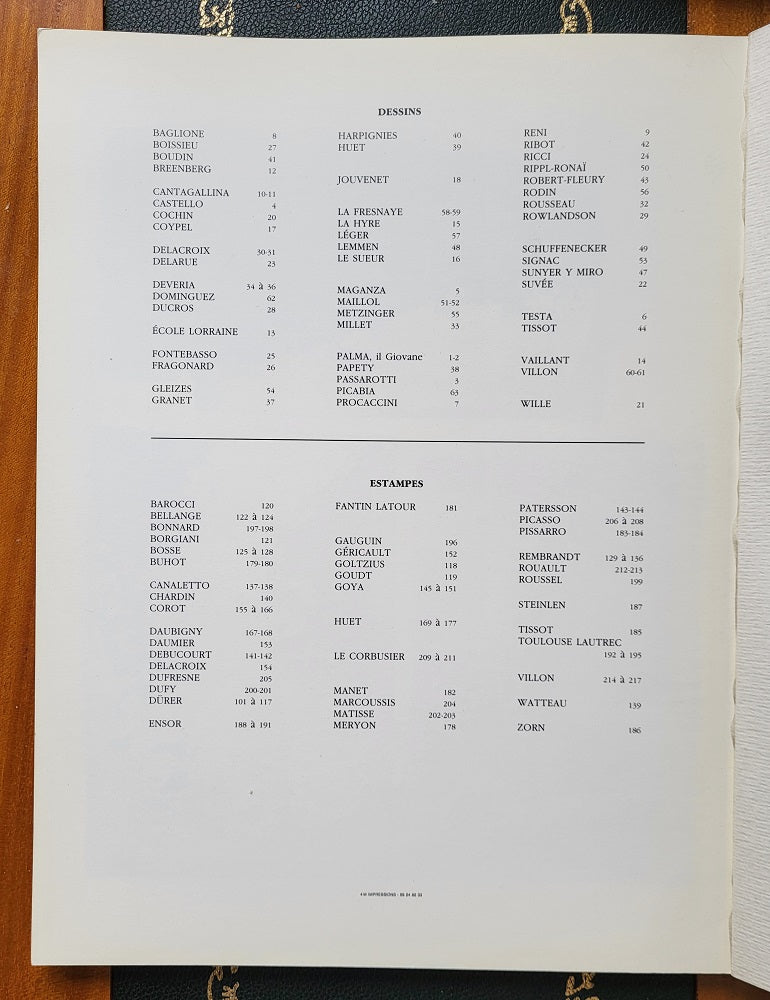 DESSINS
BAGLIONE 8
BOISSIEU 27
BOUDIN 41
BREENBERG 12
CANTAGALLINA 10-11
CASTELLO 4
COCHIN 20
COYPEL 17
DELACROIX 30-31
DELARUE 23
DEVERIA 34 à 36
DOMINGUEZ 62
DUCROS 28
ÉCOLE LORRAINE 13
FONTEBASSO 25
FRAGONARD 26
GLEIZES 54
GRANET 37
HARPIGNIES 40
HUET 39
JOUVENET 18
LA FRESNAYE 58-59
LA HYRE 15
LÉGER 57
LEMMEN 48
LE SUEUR 16
MAGANZA 5
MAILLOL 51-52
METZINGER 55
MILLET 33
PALMA, il Giovane 1-2
PAPETY 38
PASSAROTTI 3
PICABIA 63
PROCACCINI 7
RENI 9
RIBOT 42
RICCI 24
RIPPL-RONAÏ 50
ROBERT-FLEURY 43
RODIN 56
ROUSSEAU 32
ROWLANDSON 29
SCHUFFENECKER 49
SIGNAC 53
SUNYER Y MIRO 47
SUVÉE 22
TESTA 6
TISSOT 44
VAILLANT 14
VILLON 60-61
WILLE 21
ESTAMPES
BAROCCI 120
BELLANGE 122 à 124
BONNARD 197-198
BORGIANI 121
BOSSE 125 à 128
BUHOT 179-180
CANALETTO 137-138
CHARDIN 140
COROT 155 à 166
DAUBIGNY 167-168
DAUMIER 153
DEBUCOURT 141-142
DELACROIX 154
DUFRESNE 205
DUFY 200-201
DÜRER 101 à 117
ENSOR 188 à 191
FANTIN LATOUR 181
GAUGUIN 196
GÉRICAULT 152
GOLTZIUS 118
GOUDT 119
GOYA 145 à 151
HUET 169 à 177
LE CORBUSIER 209 à 211
MANET 182
MARCOUSSIS 204
MATISSE 202-203
MERYON 178
PATERSSON 143-144
PICASSO 206 à 208
PISSARRO 183-184
REMBRANDT 129 à 136
ROUAULT 212-213
ROUSSEL 199
STEINLEN 187
TISSOT 185
TOULOUSE LAUTREC
192 à 195
VILLON 214 à 217
WATTEAU 139
ZORN 186
IMPRESSIONS